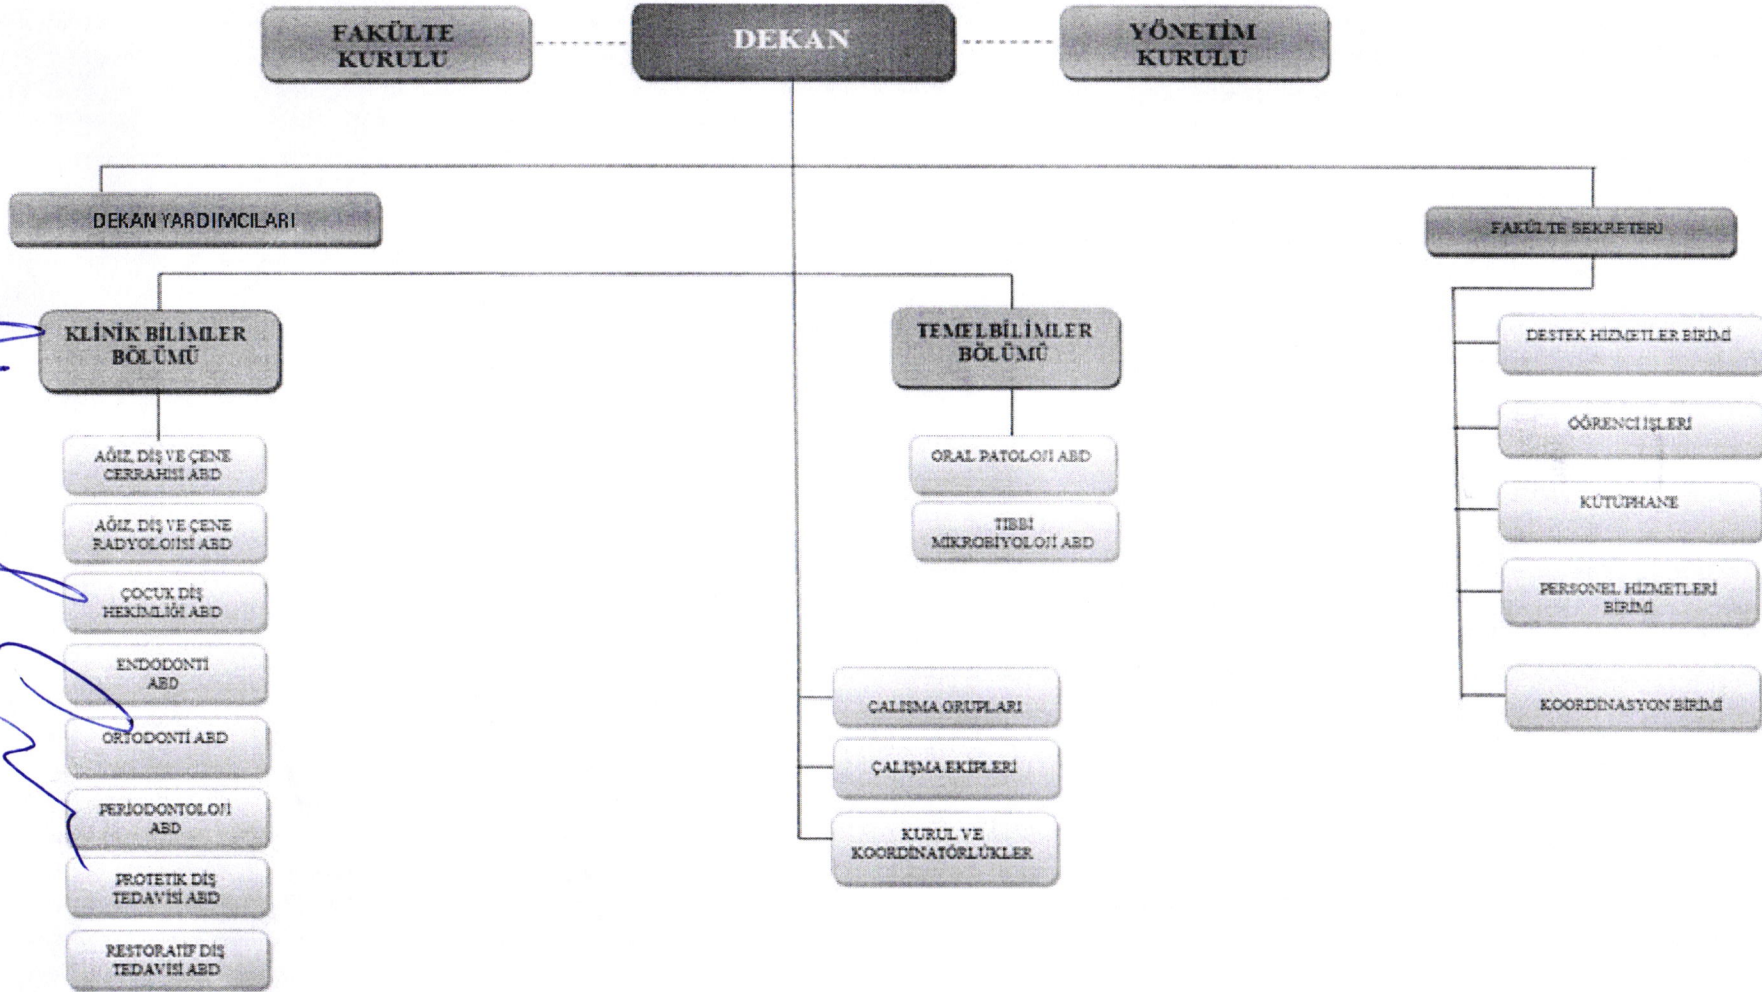 FAKÜLTE
KURULU
DEKAN
YÖNETİM
KURULU
DEKAN YARDIMCILARI
FAKÜLTE SEKRETERİ
KLİNİK BİLİMLER
BÖLÜMÜ
TEMEL BİLİMLER
BÖLÜMÜ
AĞIZ, DİŞ VE ÇENE
CERRAHİSİ ABD
AĞIZ, DİŞ VE ÇENE
RADYOLOJİSİ ABD
ÇOCUK DİŞ
HEKİMLİĞİ ABD
ENDODONTİ
ABD
ORTODONTİ ABD
PERİODONTOLOJİ
ABD
PROTETİK DİŞ
TEDAVİSİ ABD
RESTORATİF DİŞ
TEDAVİSİ ABD
ORAL PATOLOJİ ABD
TIBBİ
MİKROBİYOLOJİ ABD
ÇALIŞMA GRUPLARI
ÇALIŞMA EKİPLERİ
KURUL VE
KOORDİNATÖRLÜKLER
DESTEK HİZMETLER BİRİMİ
ÖĞRENCİ İŞLERİ
KÜTÜPHANE
PERSONEL HİZMETLERİ
BİRİMİ
KOORDİNASYON BİRİMİ